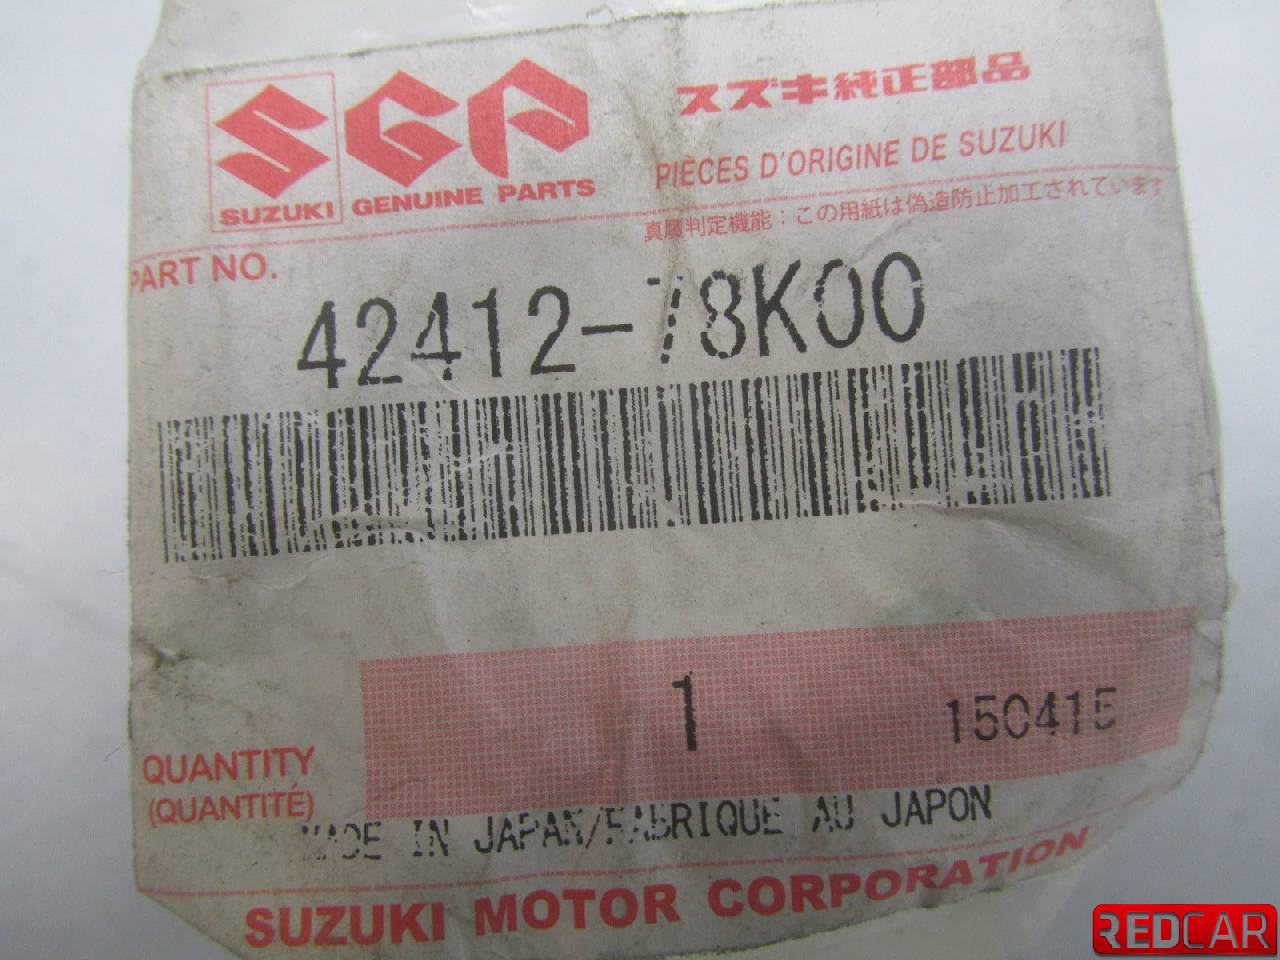 スズキ純正部品
SUZUKI
GENUINE PARTS
PIÈCES D'ORIGINE DE SUZUKI
真贋判定機能：この用紙は偽造防止加工されています
PART NO.
42412-78K00
1
150415
QUANTITY
(QUANTITÉ)
MADE IN JAPAN/FABRIQUE AU JAPON
SUZUKI MOTOR CORPORATION
REDCAR